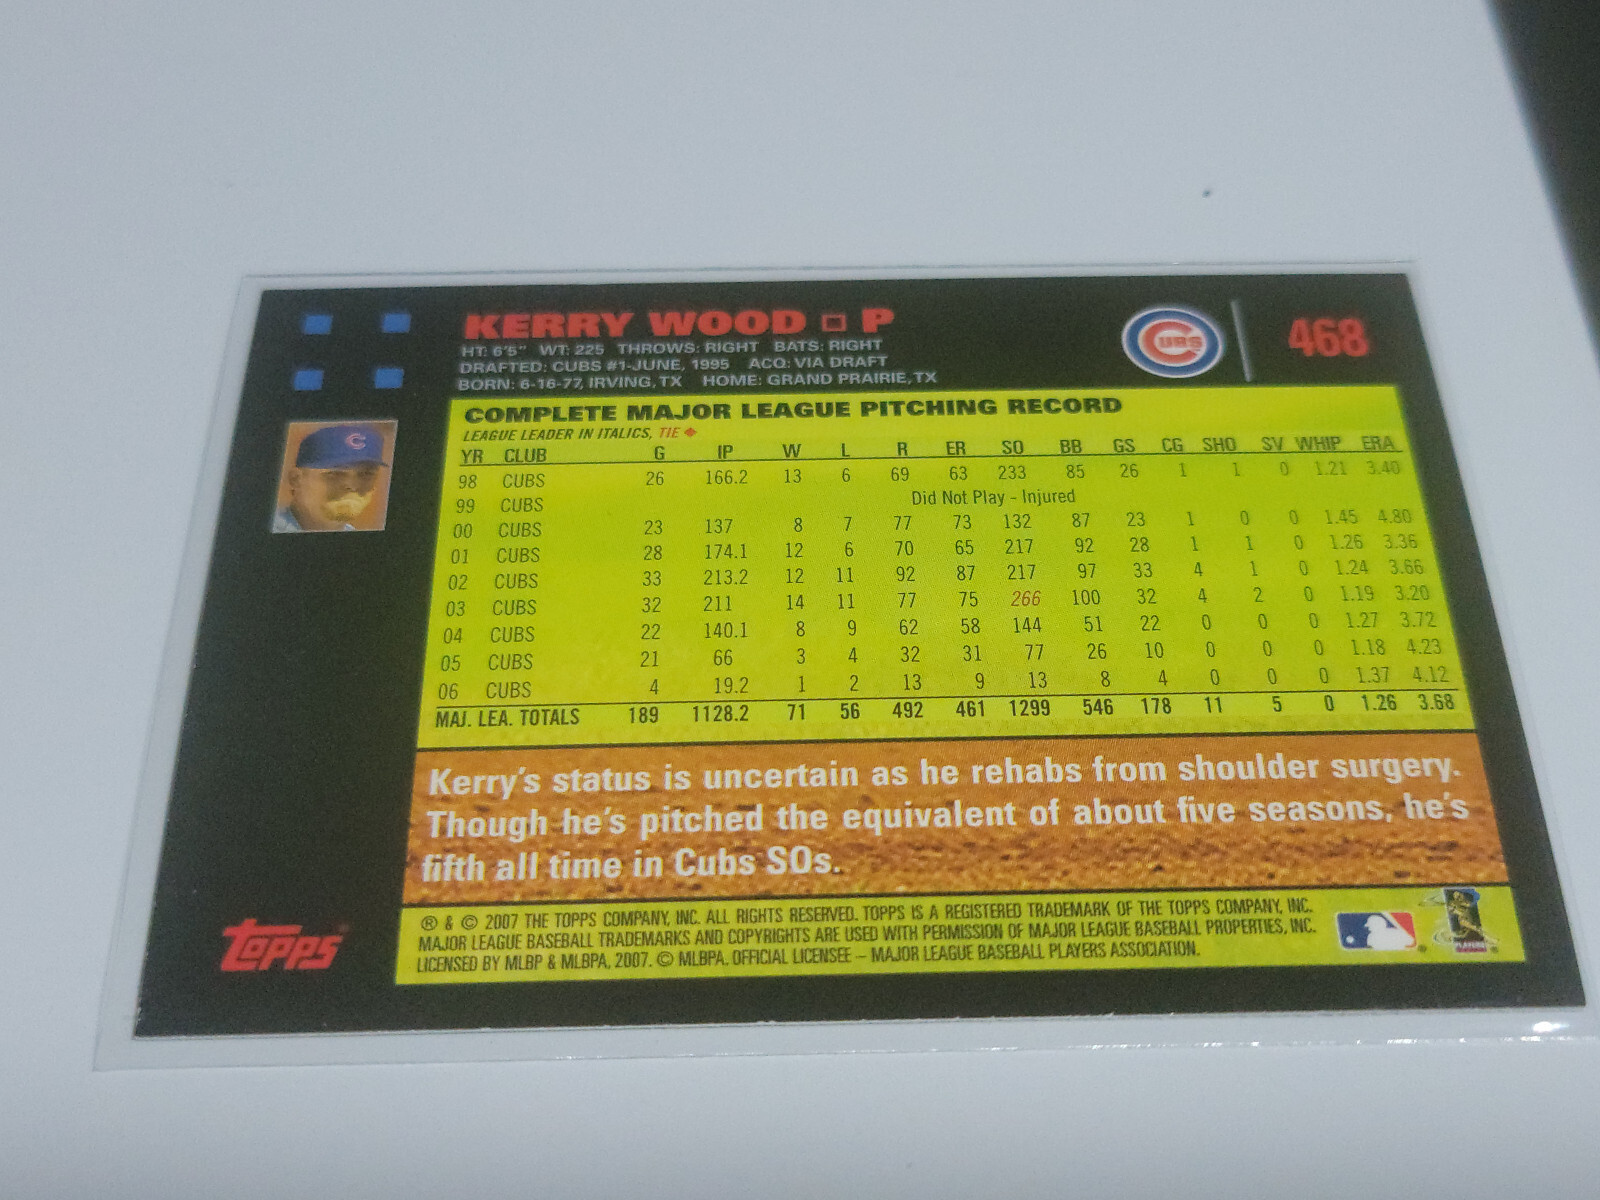 KERRY WOOD P
468
HT: 6'5" WT: 225 THROWS: RIGHT BATS: RIGHT
DRAFTED: CUBS #1-JUNE, 1995 ACQ: VIA DRAFT
BORN: 6-16-77, IRVING, TX HOME: GRAND PRAIRIE, TX
CUBS
COMPLETE MAJOR LEAGUE PITCHING RECORD
LEAGUE LEADER IN ITALICS, TIE ◆
YR CLUB G IP W L R ER SO BB GS CG SHO SV WHIP ERA
98 CUBS 26 166.2 13 6 69 63 233 85 26 1 1 0 1.21 3.40
99 CUBS Did Not Play - Injured
00 CUBS 23 137 8 7 77 73 132 87 23 1 0 0 1.45 4.80
01 CUBS 28 174.1 12 6 70 65 217 92 28 1 1 0 1.26 3.36
02 CUBS 33 213.2 12 11 92 87 217 97 33 4 1 0 1.24 3.66
03 CUBS 32 211 14 11 77 75 266 100 32 4 2 0 1.19 3.20
04 CUBS 22 140.1 8 9 62 58 144 51 22 0 0 0 1.27 3.72
05 CUBS 21 66 3 4 32 31 77 26 10 0 0 0 1.18 4.23
06 CUBS 4 19.2 1 2 13 9 13 8 4 0 0 0 1.37 4.12
MAJ. LEA. TOTALS 189 1128.2 71 56 492 461 1299 546 178 11 5 0 1.26 3.68
Kerry's status is uncertain as he rehabs from shoulder surgery.
Though he's pitched the equivalent of about five seasons, he's
fifth all time in Cubs SOs.
Topps
® & © 2007 THE TOPPS COMPANY, INC. ALL RIGHTS RESERVED. TOPPS IS A REGISTERED TRADEMARK OF THE TOPPS COMPANY, INC.
MAJOR LEAGUE BASEBALL TRADEMARKS AND COPYRIGHTS ARE USED WITH PERMISSION OF MAJOR LEAGUE BASEBALL PROPERTIES, INC.
LICENSED BY MLBP & MLBPA, 2007. © MLBPA. OFFICIAL LICENSEE – MAJOR LEAGUE BASEBALL PLAYERS ASSOCIATION.
PLAYERS